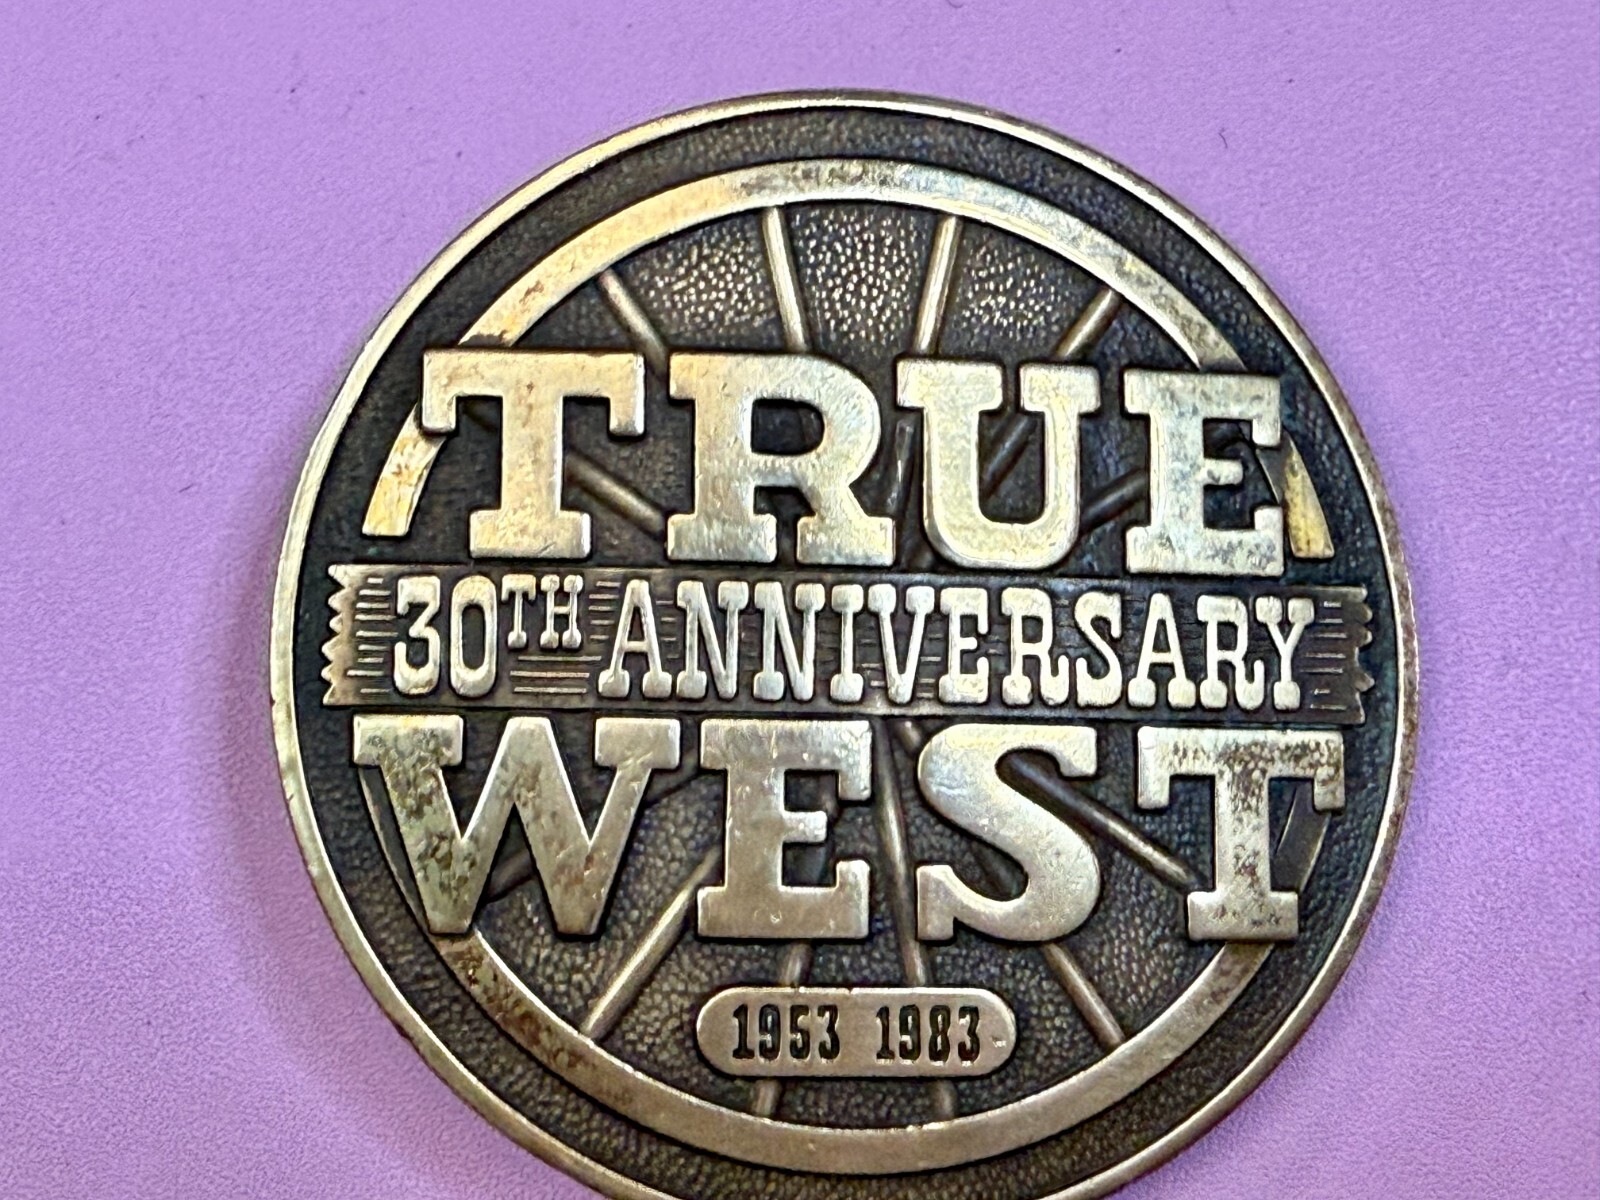 TRUE
30TH ANNIVERSARY
WEST
1953 1983